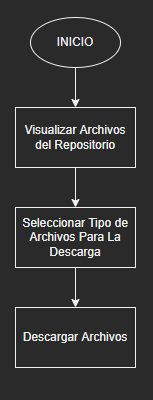 INICIO
Visualizar Archivos
del Repositorio
Seleccionar Tipo de
Archivos Para La
Descarga
Descargar Archivos